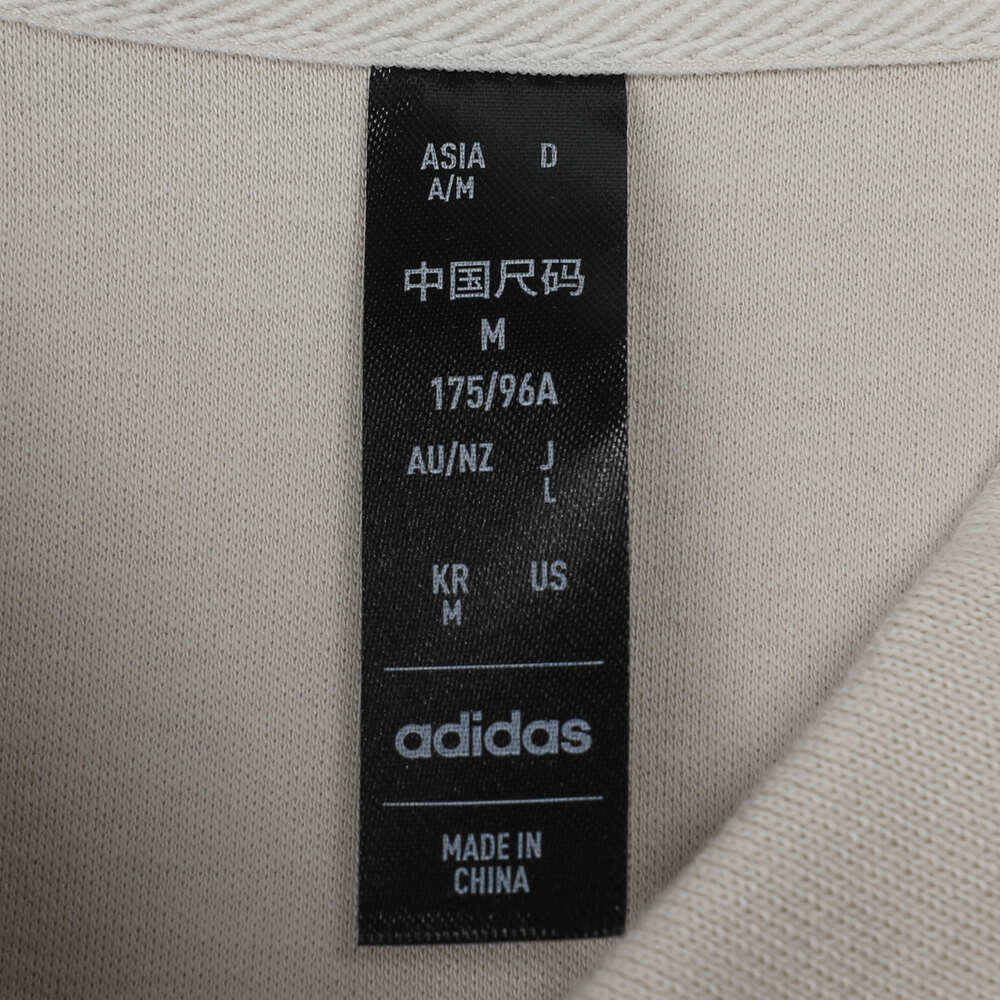 ASIA D
A/M
中国尺码
M
175/96A
AU/NZ J
L
KR US
M
adidas
MADE IN
CHINA